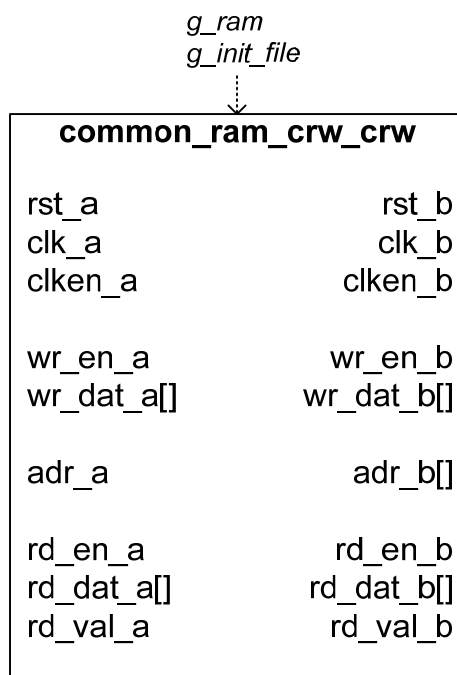 g_ram
g_init_file
common_ram_crw_crw
rst_a rst_b
clk_a clk_b
clken_a clken_b
wr_en_a wr_en_b
wr_dat_a[] wr_dat_b[]
adr_a adr_b[]
rd_en_a rd_en_b
rd_dat_a[] rd_dat_b[]
rd_val_a rd_val_b